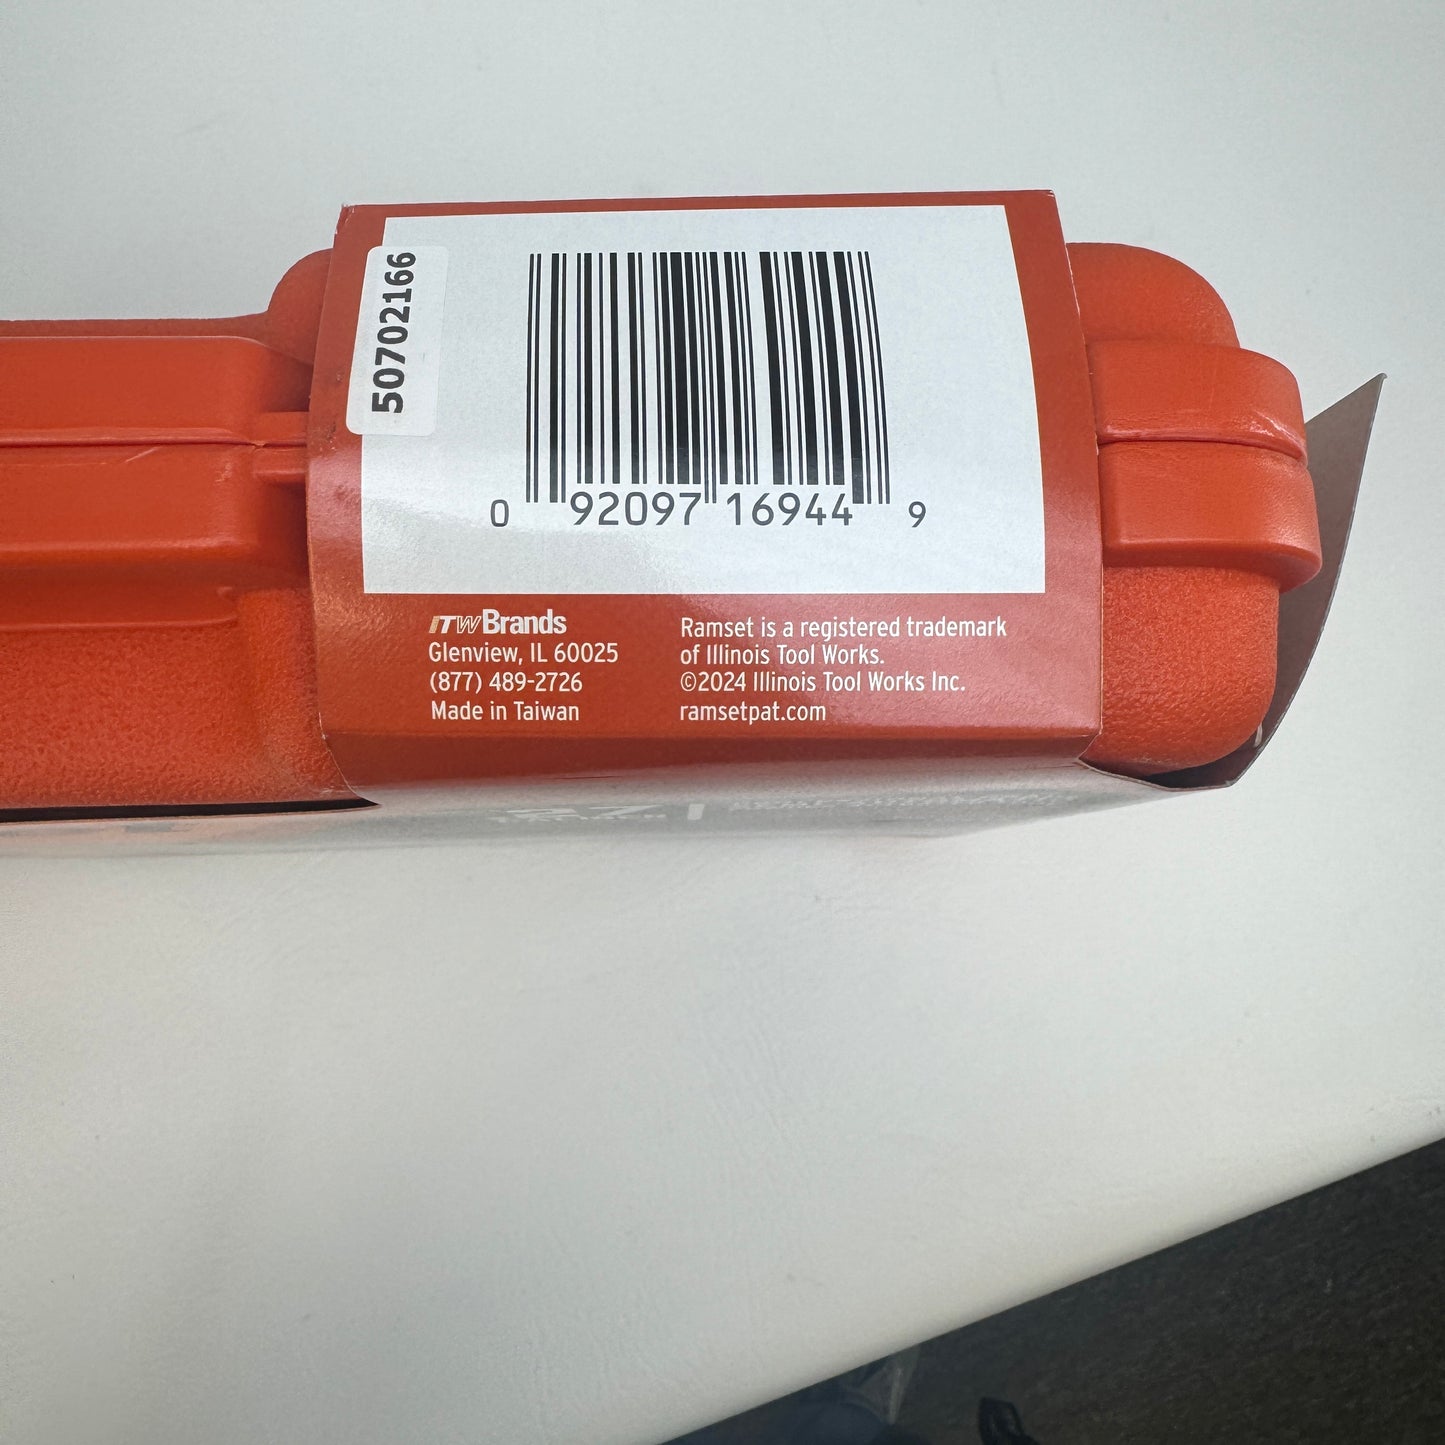 50702166
0 92097 16944 9
ITWBrands
Glenview, IL 60025
(877) 489-2726
Made in Taiwan
Ramset is a registered trademark
of Illinois Tool Works.
©2024 Illinois Tool Works Inc.
ramsetpat.com
27